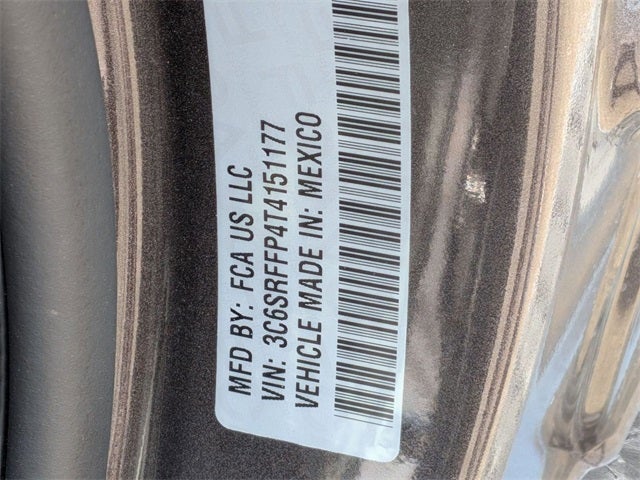 MFD BY: FCA US LLC
VIN: 3C6SRFFP4T4151177
VEHICLE MADE IN: MEXICO